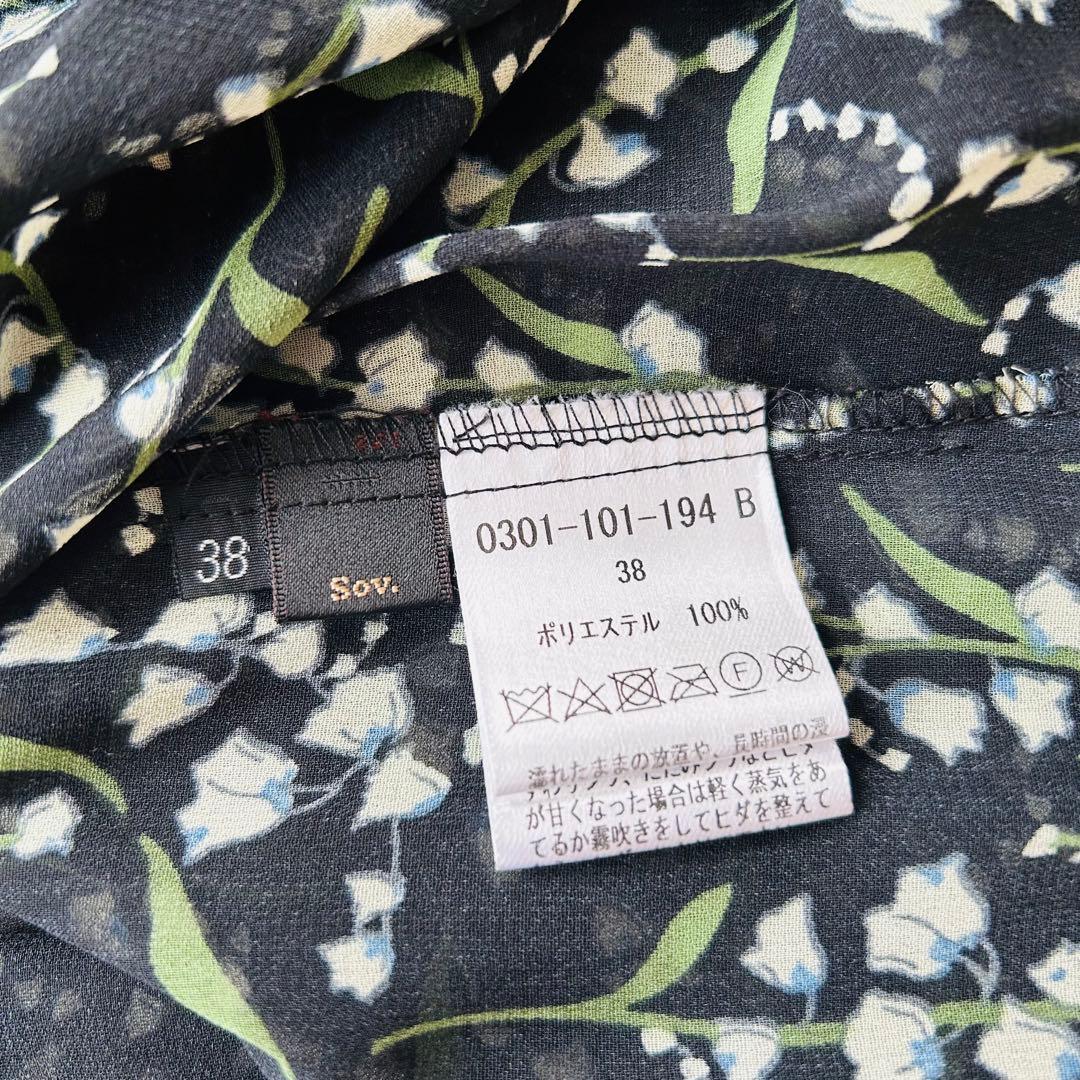 38
Sov.
0301-101-194 B
38
ポリエステル 100%
F
W
濡れたままの放置や、長時間の浸
が甘くなった場合は軽く蒸気をあ
てるか霧吹きをしてヒダを整えて